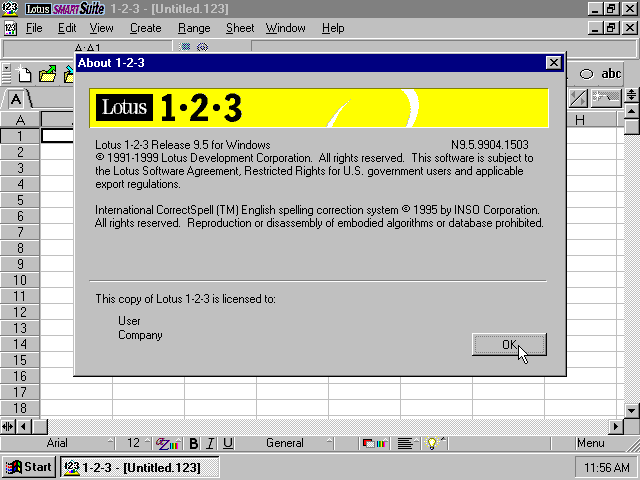 Lotus SMARTSuite 1-2-3 - [Untitled.123]
File Edit View Create Range Sheet Window Help
A:A1
About 1-2-3
abc
Lotus 1·2·3
A
Lotus 1-2-3 Release 9.5 for Windows N9.5.9904.1503
© 1991-1999 Lotus Development Corporation. All rights reserved. This software is subject to
the Lotus Software Agreement, Restricted Rights for U.S. government users and applicable
export regulations.
International CorrectSpell (TM) English spelling correction system © 1995 by INSO Corporation.
All rights reserved. Reproduction or disassembly of embodied algorithms or database prohibited.
This copy of Lotus 1-2-3 is licensed to:
User
Company
OK
A H
1
2
3
4
5
6
7
8
9
10
11
12
13
14
15
16
17
18
Arial 12 B I U General Menu
Start 1-2-3 - [Untitled.123] 11:56 AM